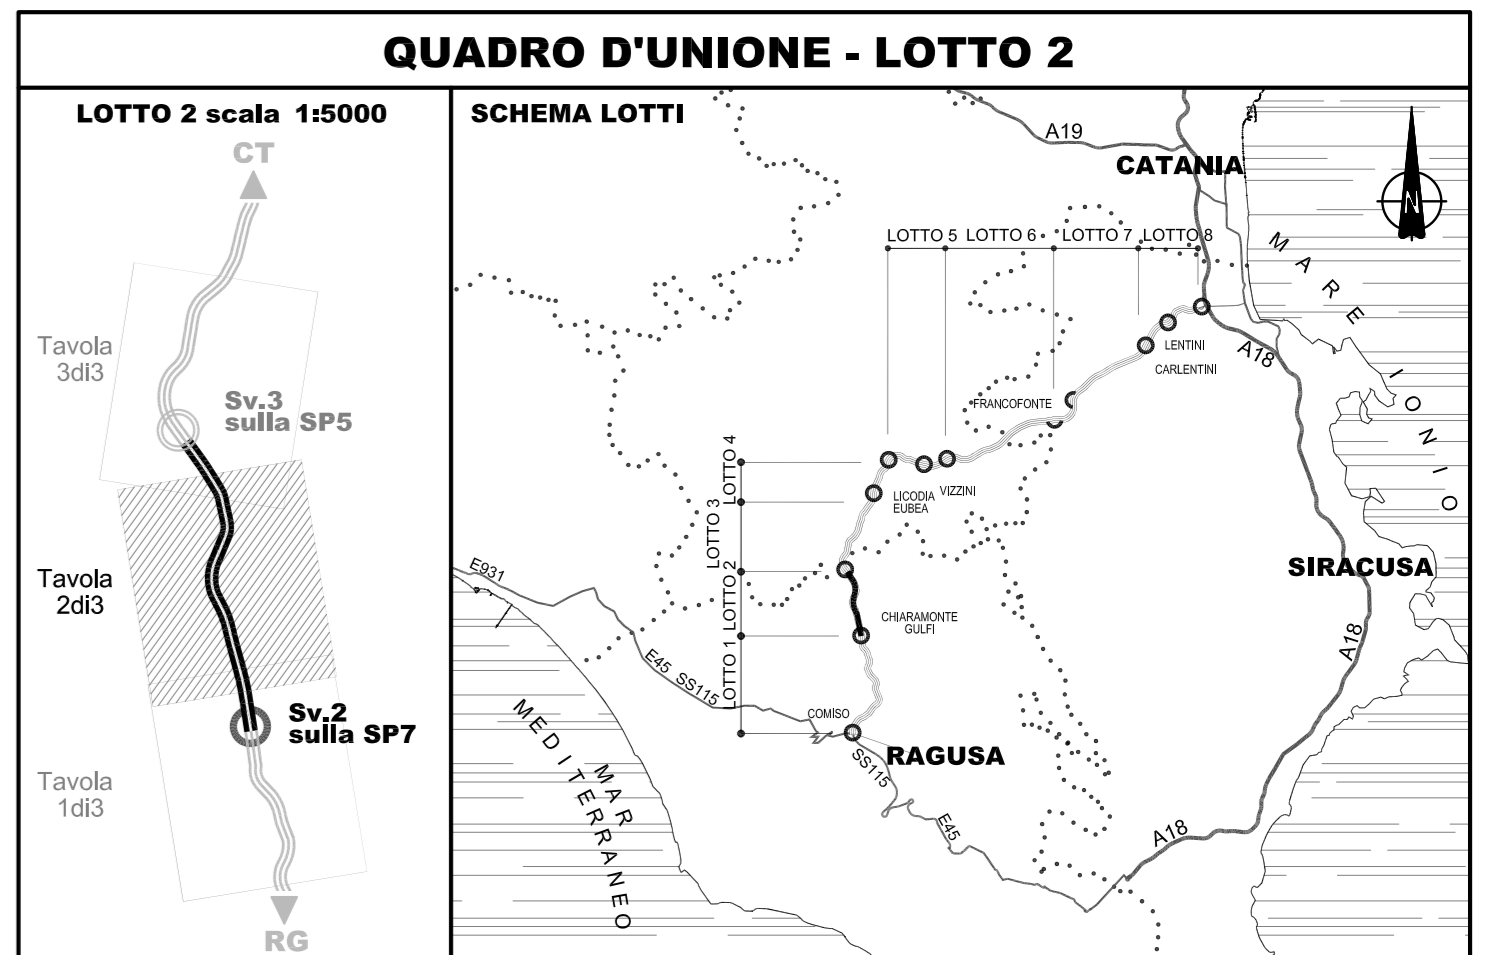 QUADRO D'UNIONE - LOTTO 2
LOTTO 2 scala 1:5000
CT
Tavola
3di3
Sv.3
sulla SP5
Tavola
2di3
Sv.2
sulla SP7
Tavola
1di3
RG
SCHEMA LOTTI
A19
CATANIA
N
LOTTO 5
LOTTO 6
LOTTO 7
LOTTO 8
MARE
IONIO
LENTINI
CARLENTINI
A18
FRANCOFONTE
LOTTO 4
LOTTO 3
LOTTO 2
LOTTO 1
LICODIA
EUBEA
VIZZINI
E931
SIRACUSA
CHIARAMONTE
GULFI
A18
E45
SS115
COMISO
RAGUSA
SS115
E45
A18
MAR
MEDITERRANEO